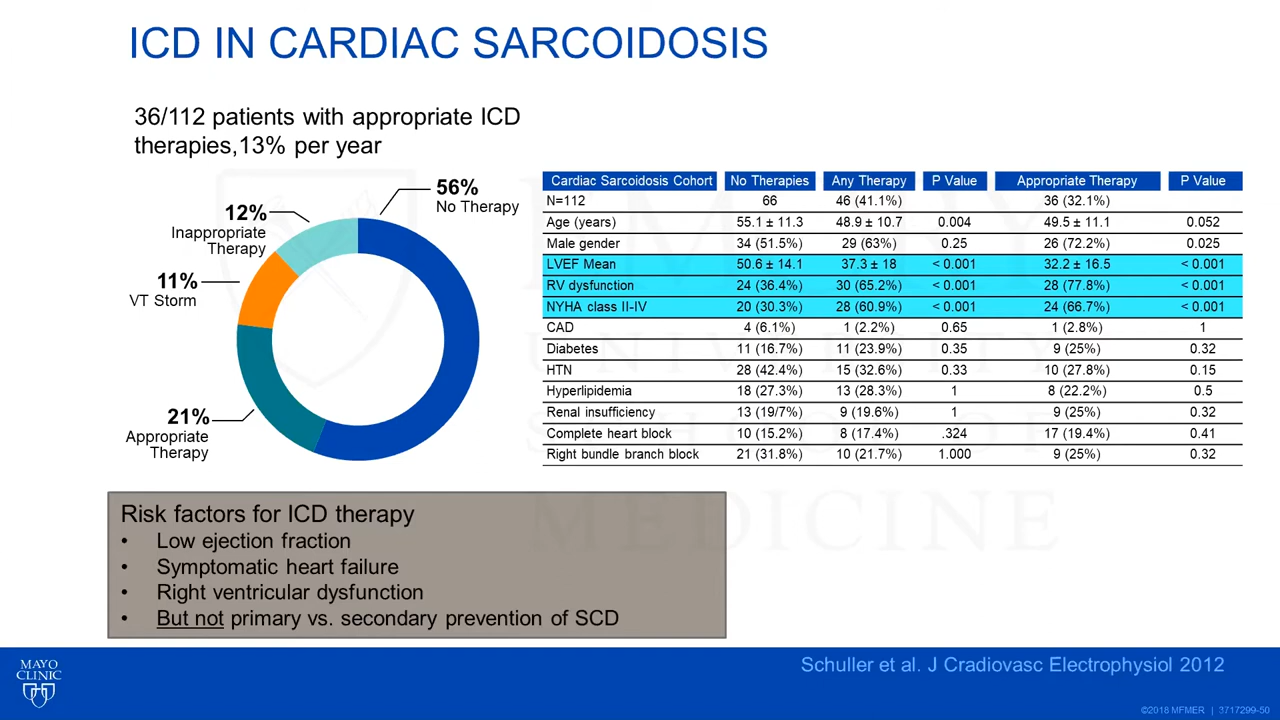 ICD IN CARDIAC SARCOIDOSIS
36/112 patients with appropriate ICD
therapies,13% per year
56%
No Therapy
12%
Inappropriate
Therapy
11%
VT Storm
21%
Appropriate
Therapy
Cardiac Sarcoidosis Cohort No Therapies Any Therapy P Value Appropriate Therapy P Value
N=112 66 46 (41.1%) 36 (32.1%)
Age (years) 55.1 ± 11.3 48.9 ± 10.7 0.004 49.5 ± 11.1 0.052
Male gender 34 (51.5%) 29 (63%) 0.25 26 (72.2%) 0.025
LVEF Mean 50.6 ± 14.1 37.3 ± 18 < 0.001 32.2 ± 16.5 < 0.001
RV dysfunction 24 (36.4%) 30 (65.2%) < 0.001 28 (77.8%) < 0.001
NYHA class II-IV 20 (30.3%) 28 (60.9%) < 0.001 24 (66.7%) < 0.001
CAD 4 (6.1%) 1 (2.2%) 0.65 1 (2.8%) 1
Diabetes 11 (16.7%) 11 (23.9%) 0.35 9 (25%) 0.32
HTN 28 (42.4%) 15 (32.6%) 0.33 10 (27.8%) 0.15
Hyperlipidemia 18 (27.3%) 13 (28.3%) 1 8 (22.2%) 0.5
Renal insufficiency 13 (19/7%) 9 (19.6%) 1 9 (25%) 0.32
Complete heart block 10 (15.2%) 8 (17.4%) .324 17 (19.4%) 0.41
Right bundle branch block 21 (31.8%) 10 (21.7%) 1.000 9 (25%) 0.32
Risk factors for ICD therapy
• Low ejection fraction
• Symptomatic heart failure
• Right ventricular dysfunction
• But not primary vs. secondary prevention of SCD
MAYO
CLINIC
Schuller et al. J Cradiovasc Electrophysiol 2012
©2018 MFMER | 3717299-50
UNIVERSITY
SCHOOL OF
MEDICINE